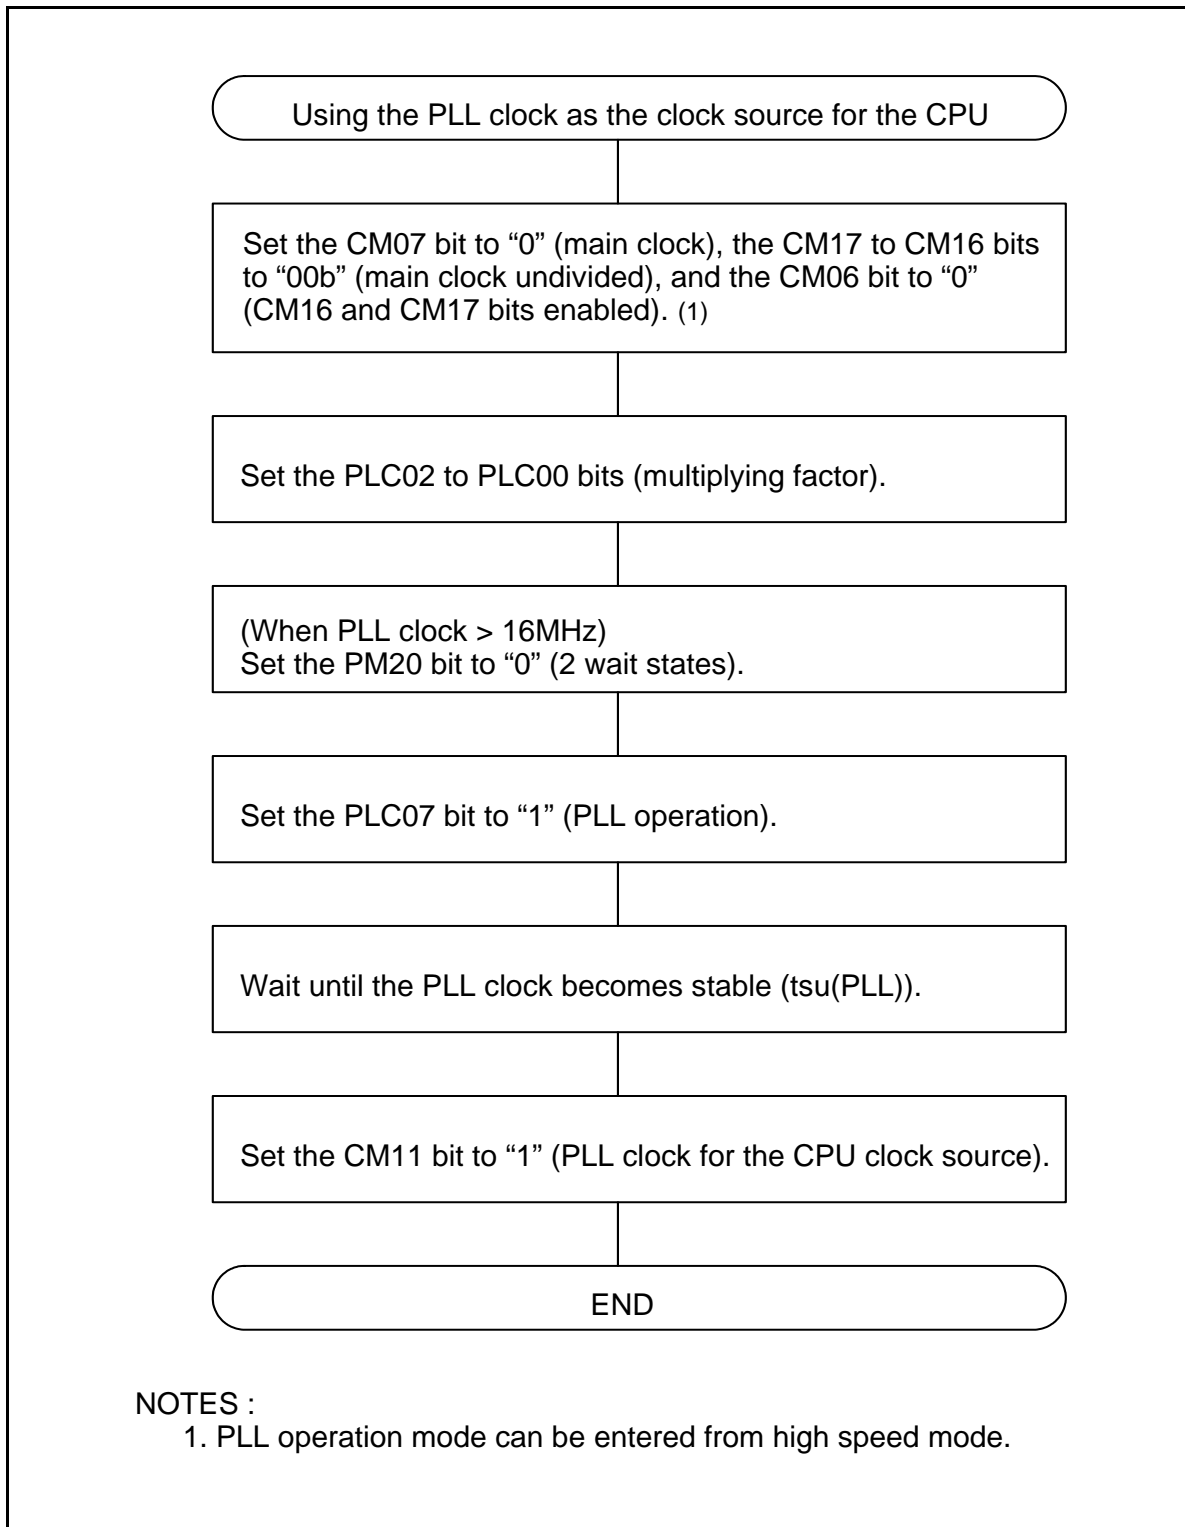 Using the PLL clock as the clock source for the CPU
Set the CM07 bit to “0” (main clock), the CM17 to CM16 bits
to “00b” (main clock undivided), and the CM06 bit to “0”
(CM16 and CM17 bits enabled). (1)
Set the PLC02 to PLC00 bits (multiplying factor).
(When PLL clock > 16MHz)
Set the PM20 bit to “0” (2 wait states).
Set the PLC07 bit to “1” (PLL operation).
Wait until the PLL clock becomes stable (tsu(PLL)).
Set the CM11 bit to “1” (PLL clock for the CPU clock source).
END
NOTES :
1. PLL operation mode can be entered from high speed mode.